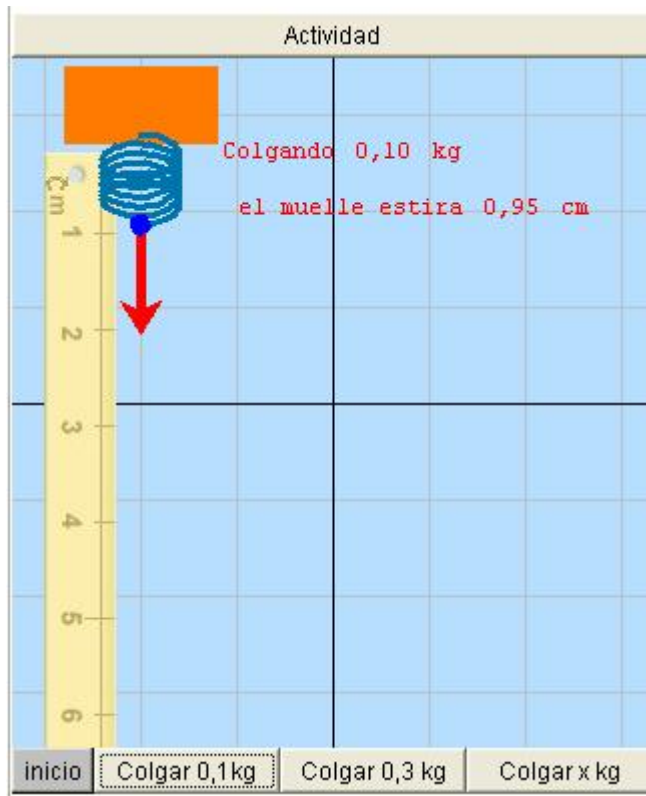 Actividad
Colgando 0,10 kg
el muelle estira 0,95 cm
Cm
1
2
3
4
5
6
inicio
Colgar 0,1kg
Colgar 0,3 kg
Colgar x kg